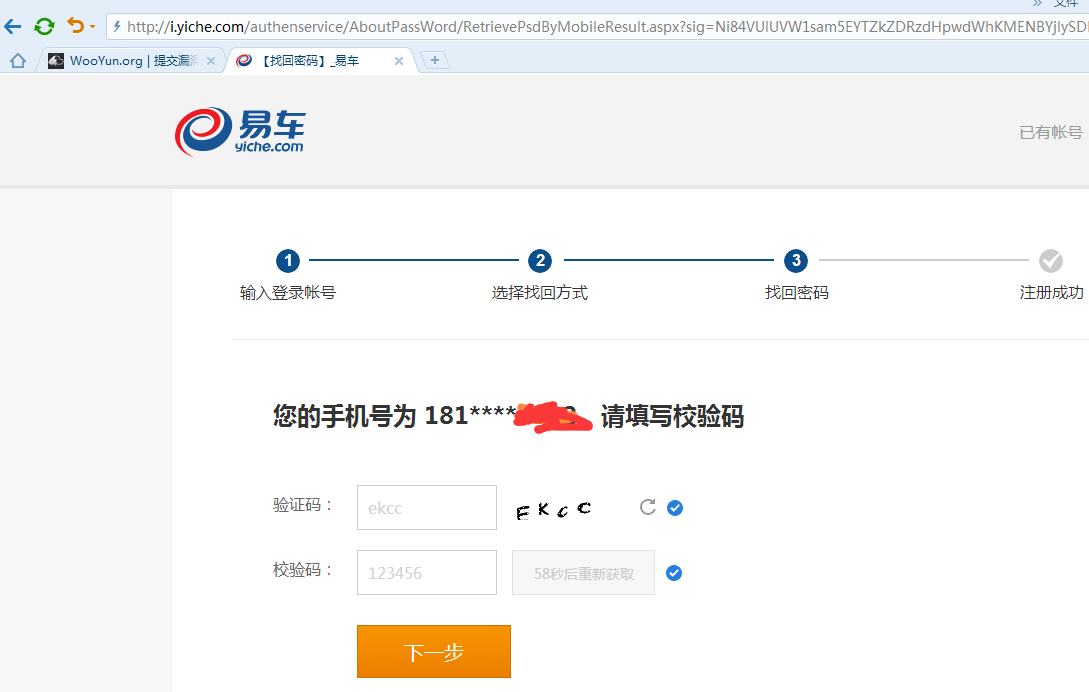 文件
http://i.yiche.com/authenservice/AboutPassWord/RetrievePsdByMobileResult.aspx?sig=Ni84VUlUVW1sam5EYTZkZDRzdHpwdWhKMENBYjIySD
WooYun.org | 提交漏 【找回密码】_易车
易车
yiche.com
已有帐号
1 2 3
输入登录帐号 选择找回方式 找回密码 注册成功
您的手机号为 181**** 请填写校验码
验证码： ekcc EKCC
校验码： 123456 58秒后重新获取
下一步